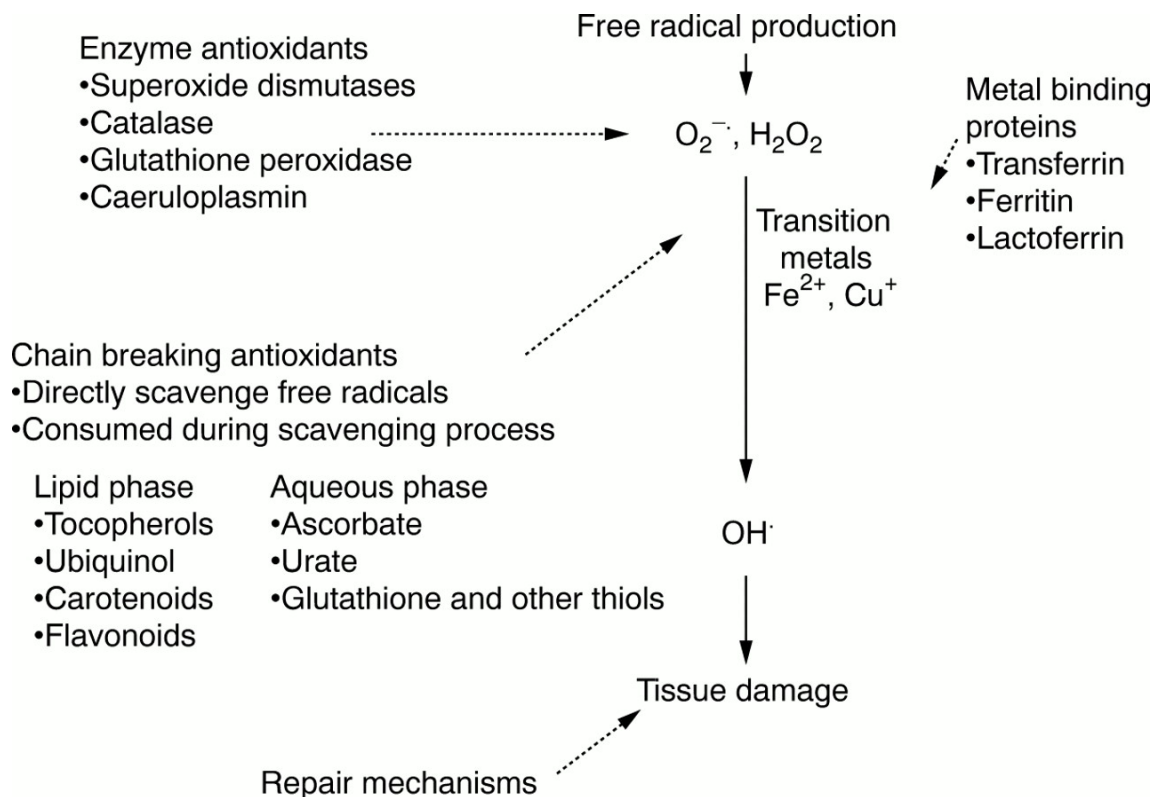 Free radical production
Enzyme antioxidants
•Superoxide dismutases
•Catalase
•Glutathione peroxidase
•Caeruloplasmin
O₂⁻·, H₂O₂
Metal binding
proteins
•Transferrin
•Ferritin
•Lactoferrin
Transition
metals
Fe²⁺, Cu⁺
Chain breaking antioxidants
•Directly scavenge free radicals
•Consumed during scavenging process
Lipid phase
•Tocopherols
•Ubiquinol
•Carotenoids
•Flavonoids
Aqueous phase
•Ascorbate
•Urate
•Glutathione and other thiols
OH·
Tissue damage
Repair mechanisms